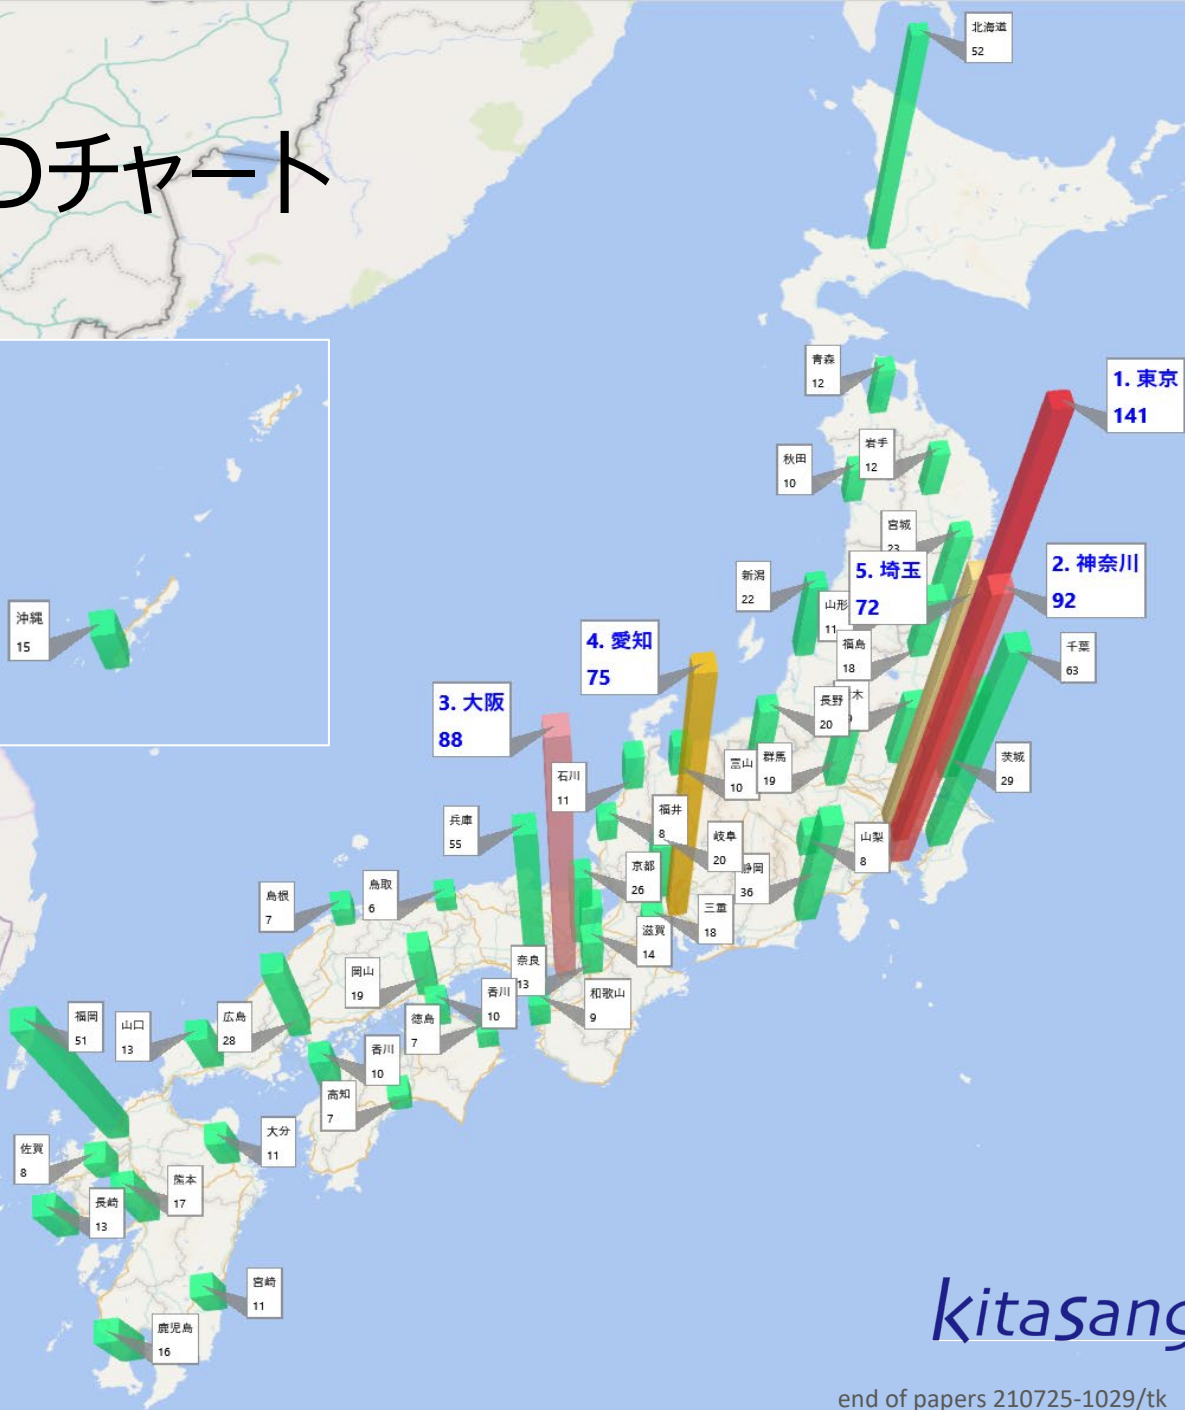 Dチャート
北海道
52
青森
12
1. 東京
141
岩手
12
秋田
10
宮城
23
2. 神奈川
92
5. 埼玉
72
新潟
22
山形
11
沖縄
15
4. 愛知
75
福島
18
千葉
63
3. 大阪
88
長野
20
木
茨城
29
石川
11
富山
10
群馬
19
兵庫
55
福井
8
岐阜
20
山梨
8
京都
26
静岡
36
鳥取
6
島根
7
三重
18
滋賀
14
奈良
13
岡山
19
香川
10
和歌山
9
福岡
51
山口
13
広島
28
徳島
7
香川
10
高知
7
大分
11
佐賀
8
熊本
17
長崎
13
宮崎
11
鹿児島
16
kitasang
end of papers 210725-1029/tk